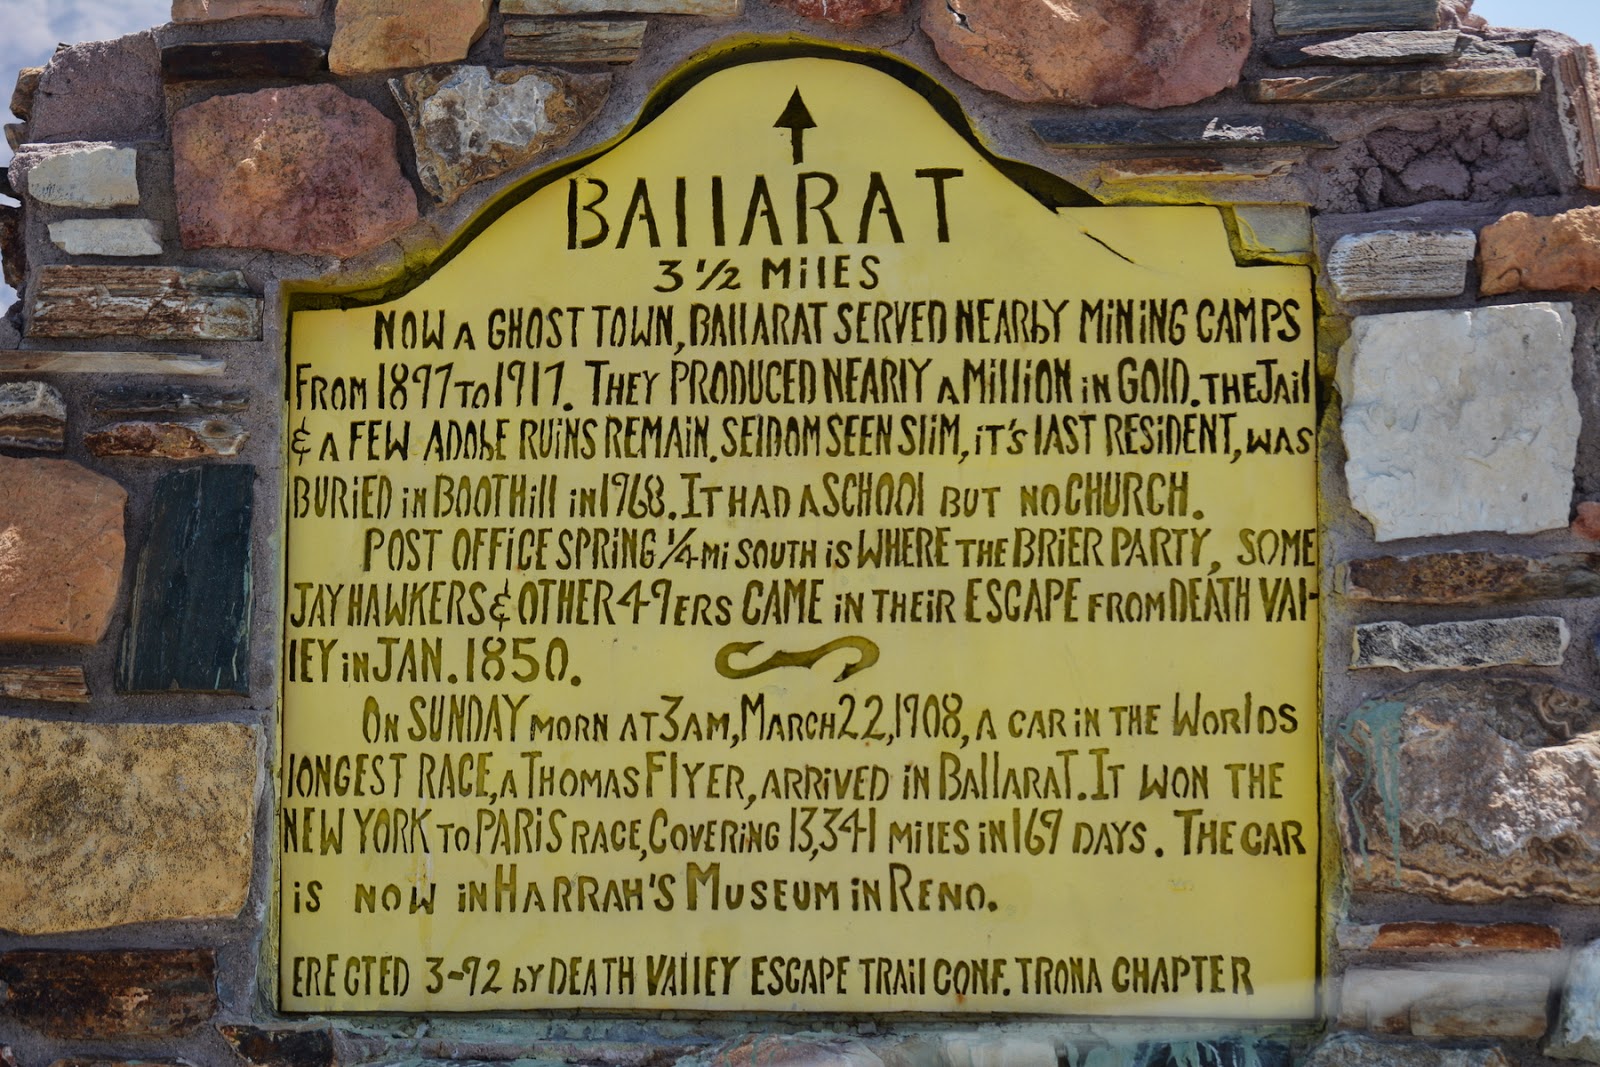 BAllARAT
3 1/2 MilES
NOW A GHOST TOWN, BAllARAT SERVED NEARbY MiNiNG CAMPS
FROM 1897 TO 1917. THEY PRODUCED NEARlY A MilliON iN GOlD. THE JAil
& A FEW ADObE RUiNS REMAiN. SElDOM SEEN SliM, iT'S lAST RESiDENT, WAS
BURiED iN BOOTHill iN 1968. IT HAD A SCHOOl BUT NO CHURCH.
POST OFFiCE SPRiNG 1/4 Mi SOUTH iS WHERE THE BRiER PARTY, SOME
JAYHAWKERS & OTHER 49ERS CAME iN THEiR ESCAPE FROM DEATH VAl-
lEY iN JAN. 1850.
ON SUNDAY MORN AT 3AM, MARCH 22, 1908, A CAR iN THE WORlDS
lONGEST RACE, A THOMAS FlYER, ARRiVED iN BAllARAT. IT WON THE
NEW YORK TO PARiS RACE, COVERiNG 13,341 MilES iN 169 DAYS. THE CAR
iS NOW iN HARRAH'S MUSEUM iN RENO.
ERECTED 3-92 bY DEATH VAllEY ESCAPE TRAil CONF. TRONA CHAPTER